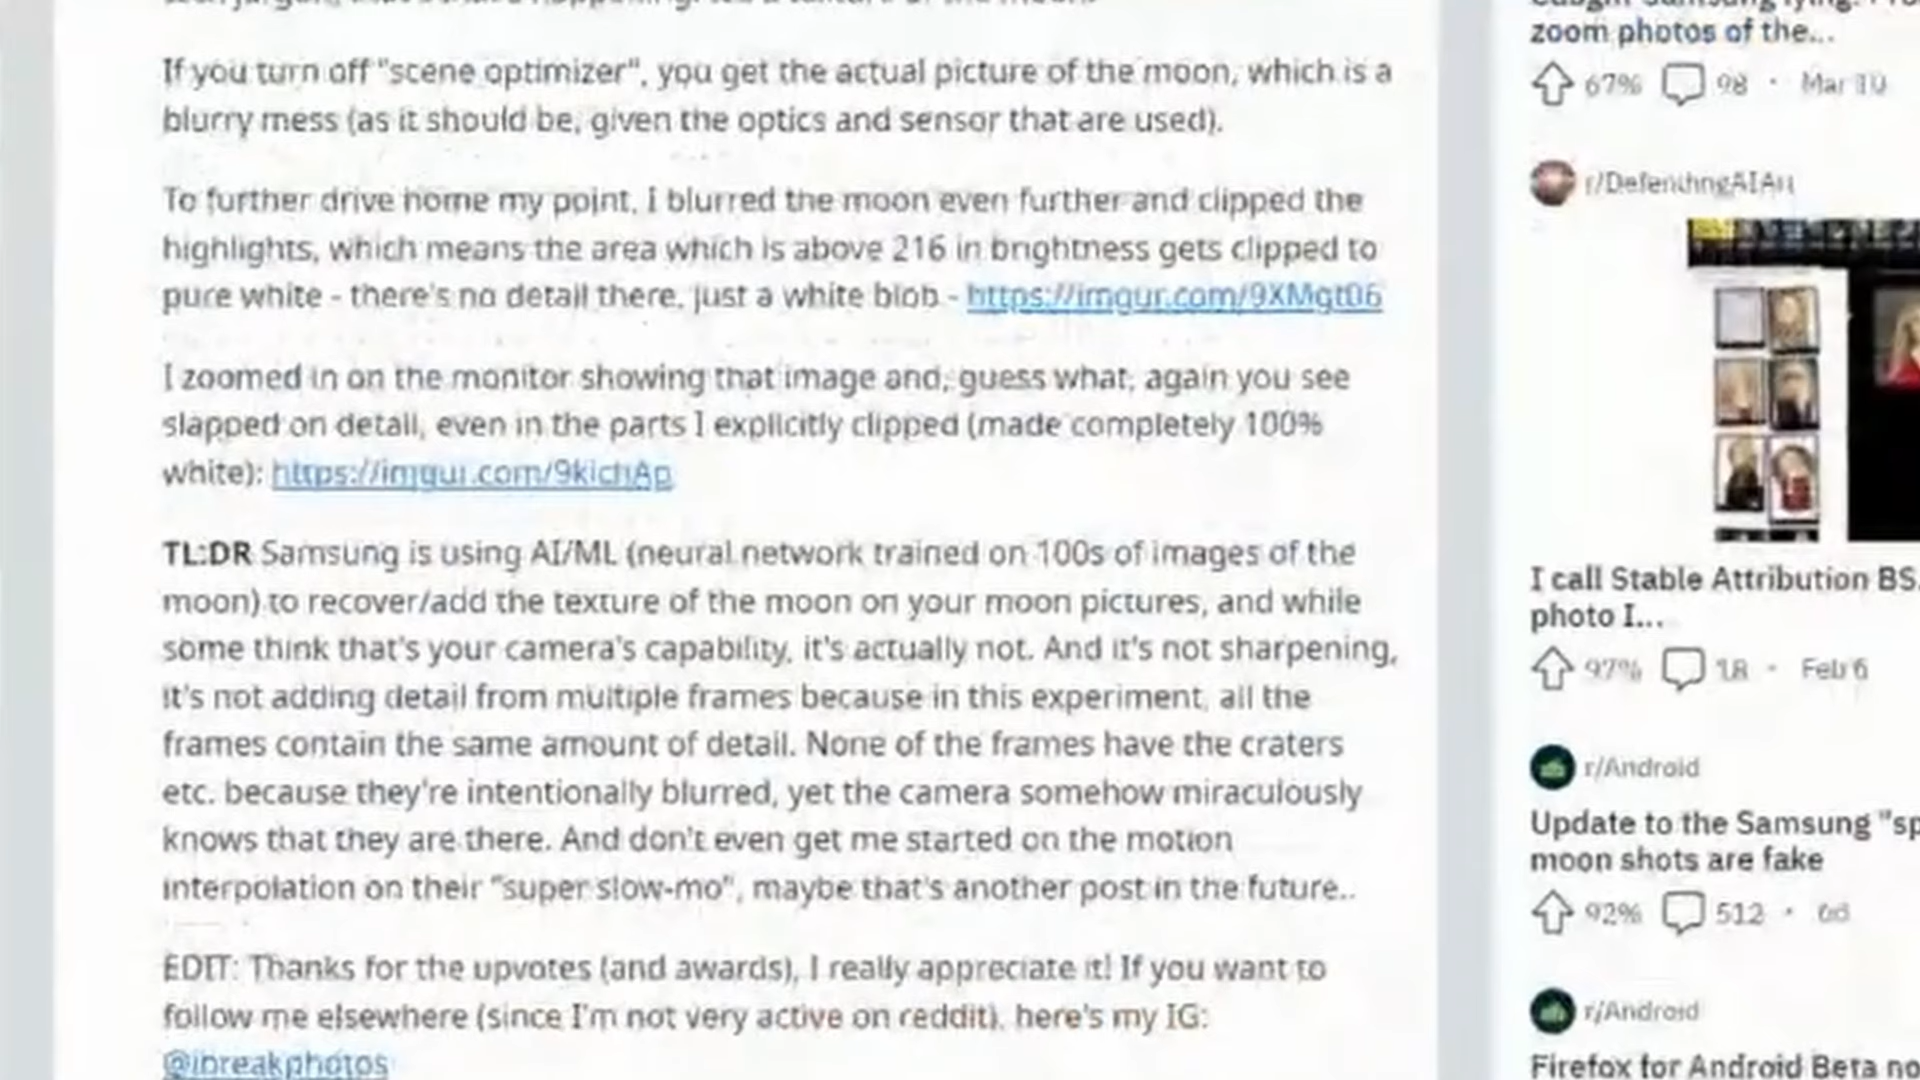 If you turn off "scene optimizer", you get the actual picture of the moon, which is a
blurry mess (as it should be, given the optics and sensor that are used).
To further drive home my point, I blurred the moon even further and clipped the
highlights, which means the area which is above 216 in brightness gets clipped to
pure white - there's no detail there, just a white blob - https://imgur.com/9XMgt06
I zoomed in on the monitor showing that image and, guess what, again you see
slapped on detail, even in the parts I explicitly clipped (made completely 100%
white): https://imgur.com/9kichAp
TL:DR Samsung is using AI/ML (neural network trained on 100s of images of the
moon) to recover/add the texture of the moon on your moon pictures, and while
some think that's your camera's capability, it's actually not. And it's not sharpening,
it's not adding detail from multiple frames because in this experiment, all the
frames contain the same amount of detail. None of the frames have the craters
etc. because they're intentionally blurred, yet the camera somehow miraculously
knows that they are there. And don't even get me started on the motion
interpolation on their "super slow-mo", maybe that's another post in the future..
EDIT: Thanks for the upvotes (and awards), I really appreciate it! If you want to
follow me elsewhere (since I'm not very active on reddit), here's my IG:
@ibreakphotos
zoom photos of the...
67% 98 · Mar 10
r/DefendingAIArt
I call Stable Attribution BS.
photo I...
97% 18 · Feb 6
r/Android
Update to the Samsung "sp
moon shots are fake
92% 512 ·
r/Android
Firefox for Android Beta no